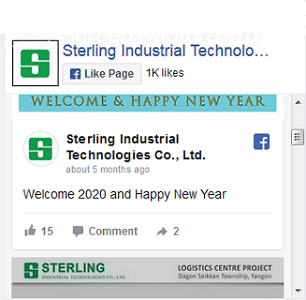 Sterling Industrial Technolo...
Like Page
1K likes
WELCOME & HAPPY NEW YEAR
Sterling Industrial
Technologies Co., Ltd.
about 5 months ago
Welcome 2020 and Happy New Year
15 Comment 2
STERLING
INDUSTRIAL TECHNOLOGIES CO., LTD.
LOGISTICS CENTRE PROJECT
Dagon Seikkan Township, Yangon